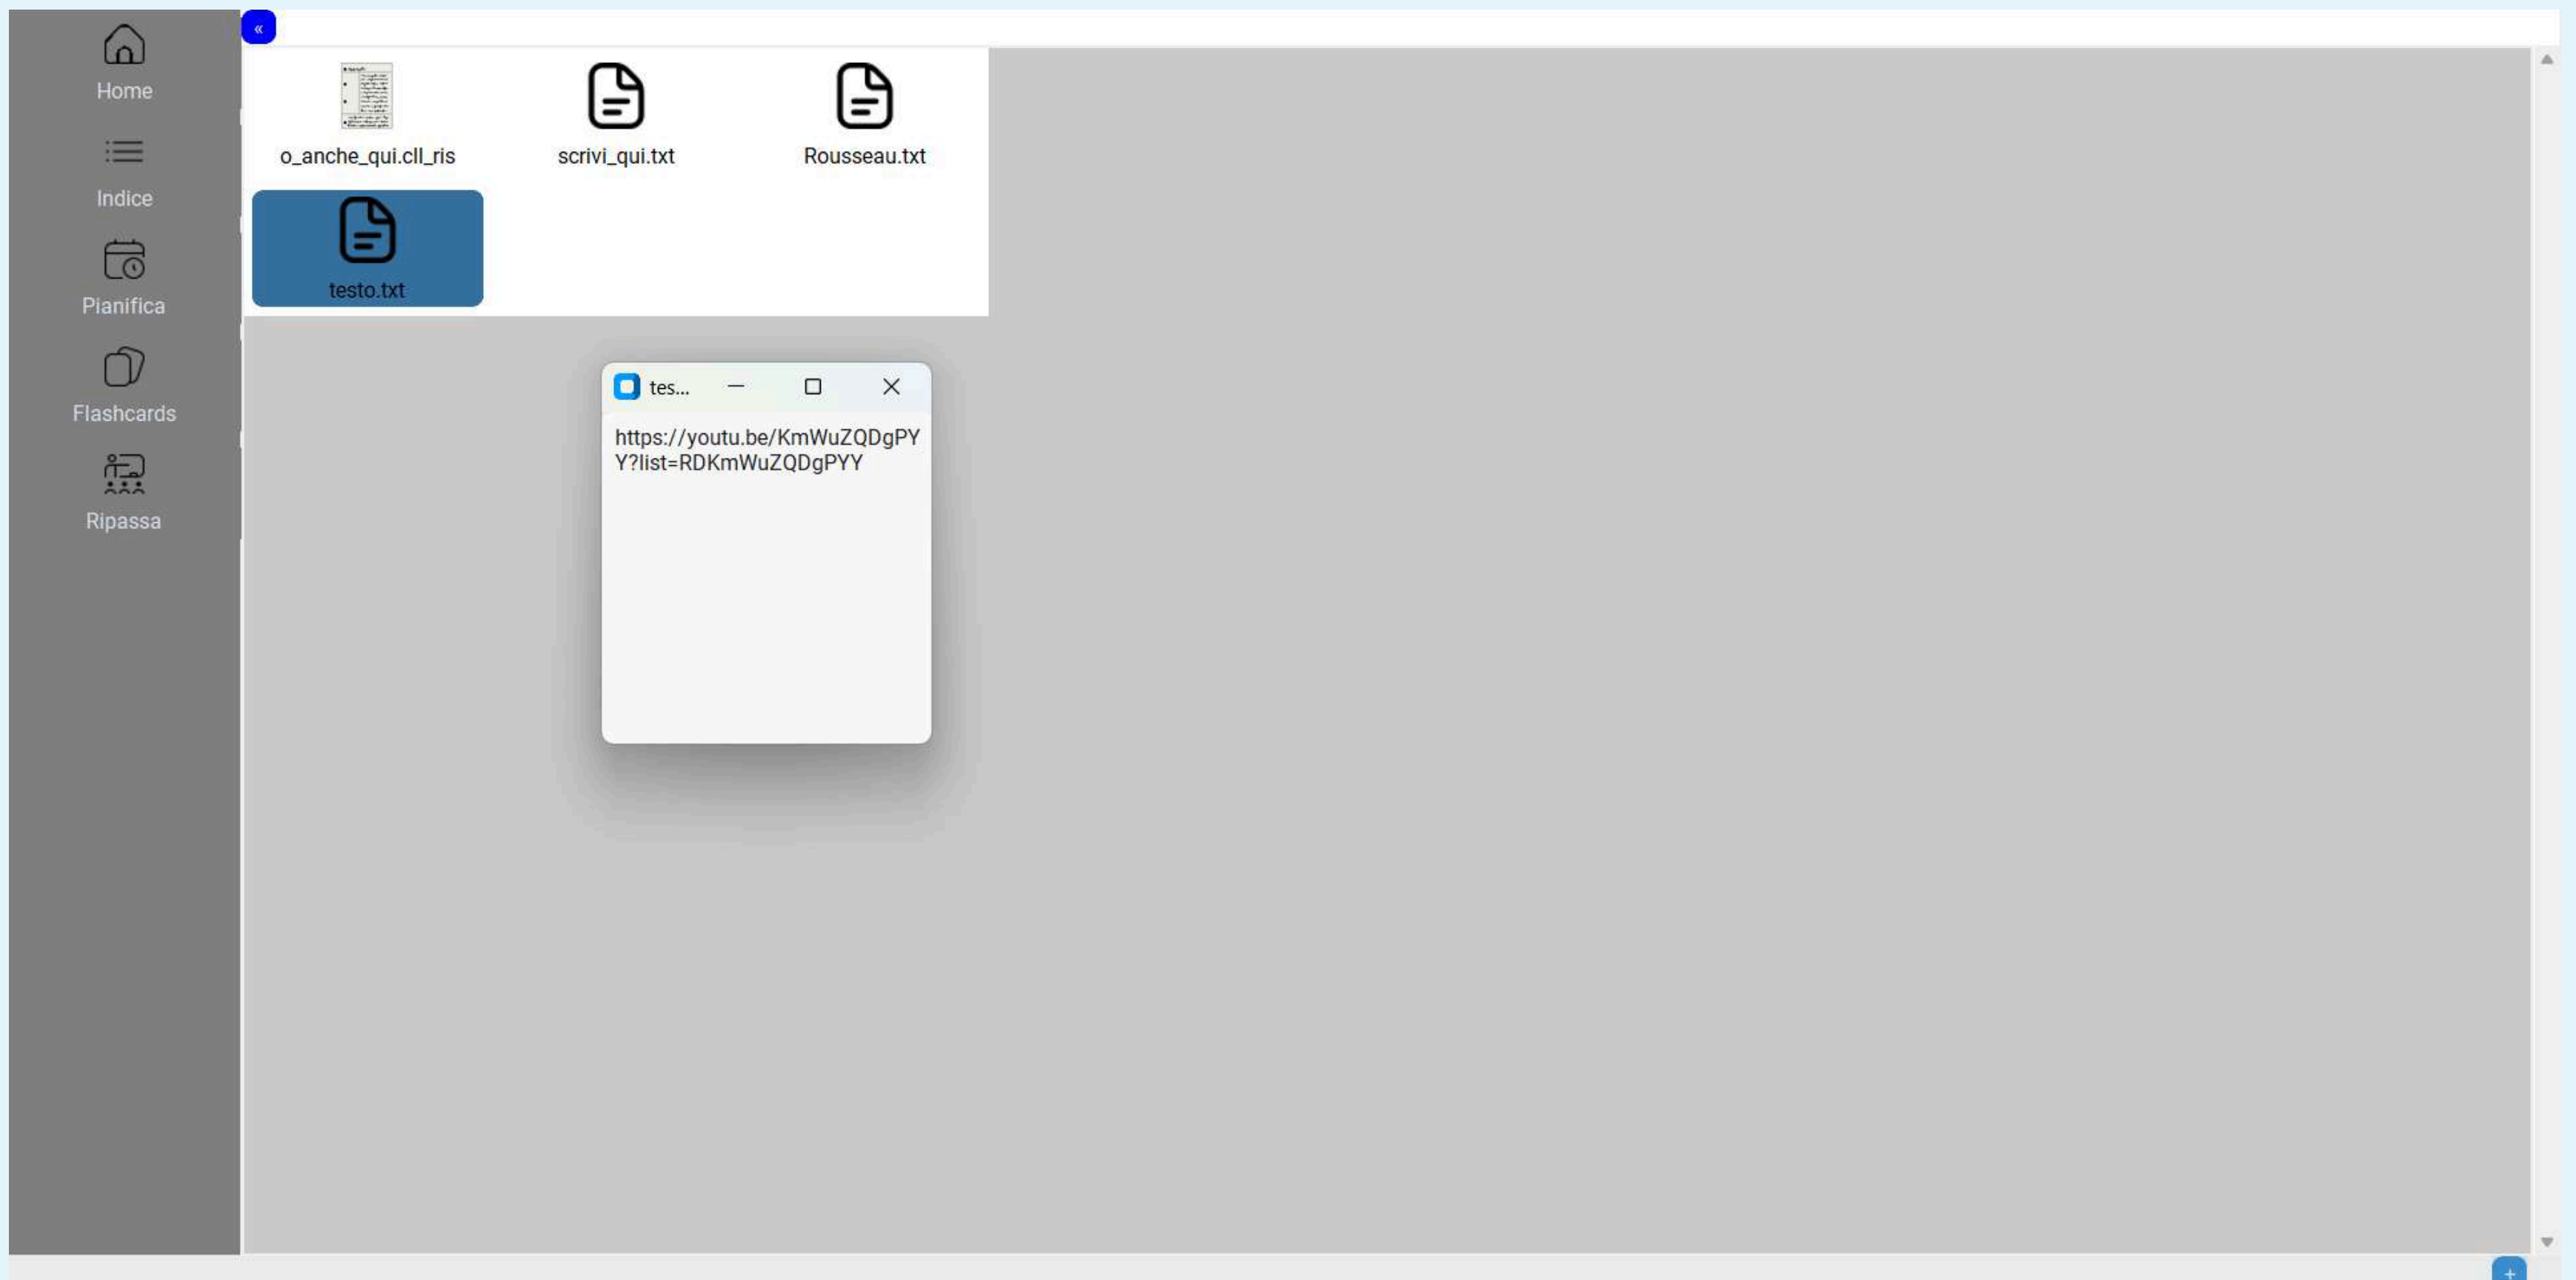 «
Home
Indice
Pianifica
Flashcards
Ripassa
o_anche_qui.cll_ris
scrivi_qui.txt
Rousseau.txt
testo.txt
tes...
https://youtu.be/KmWuZQDgPY
Y?list=RDKmWuZQDgPYY
+